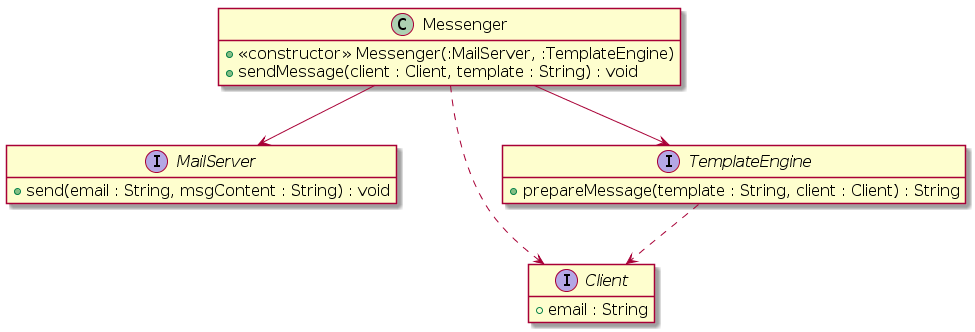 C Messenger
«constructor» Messenger(:MailServer, :TemplateEngine)
sendMessage(client : Client, template : String) : void
I MailServer
send(email : String, msgContent : String) : void
I TemplateEngine
prepareMessage(template : String, client : Client) : String
I Client
email : String